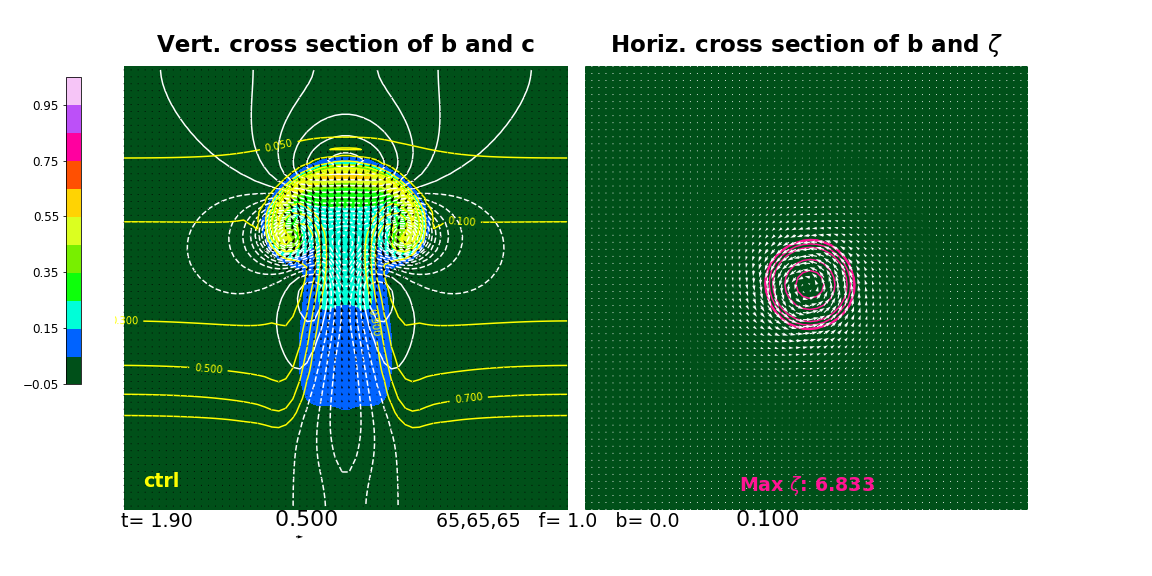 Vert. cross section of b and c
Horiz. cross section of b and ζ
0.95
0.75
0.55
0.35
0.15
−0.05
0.050
0.100
0.500
0.700
ctrl
Max ζ: 6.833
t= 1.90
0.500
65,65,65
f= 1.0
b= 0.0
0.100